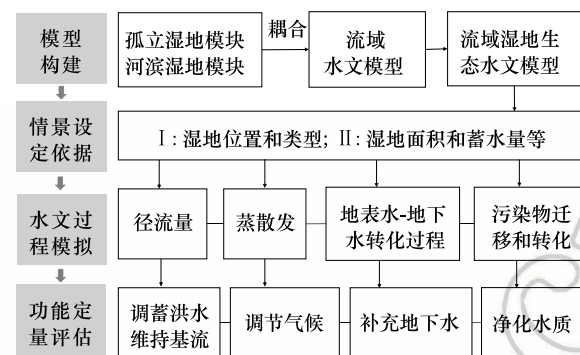 模型
构建
孤立湿地模块
河滨湿地模块
耦合
流域
水文模型
流域湿地生
态水文模型
情景设
定依据
Ⅰ：湿地位置和类型; Ⅱ：湿地面积和蓄水量等
水文过
程模拟
径流量
蒸散发
地表水-地下
水转化过程
污染物迁
移和转化
功能定
量评估
调蓄洪水
维持基流
调节气候
补充地下水
净化水质